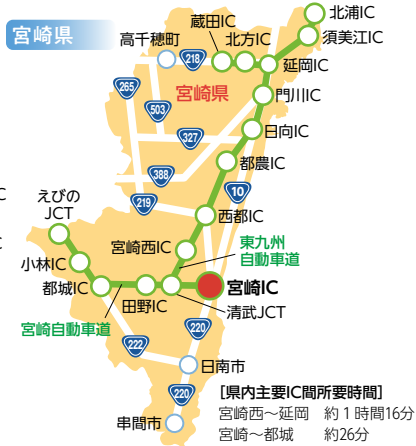 宮崎県
北浦IC
蔵田IC
高千穂町
北方IC
須美江IC
218
延岡IC
265
宮崎県
門川IC
503
327
日向IC
388
都農IC
10
219
えびの
JCT
西都IC
宮崎西IC
東九州
自動車道
小林IC
都城IC
宮崎IC
田野IC
清武JCT
宮崎自動車道
220
222
日南市
220
串間市
[県内主要IC間所要時間]
宮崎西〜延岡 約1時間16分
宮崎〜都城 約26分